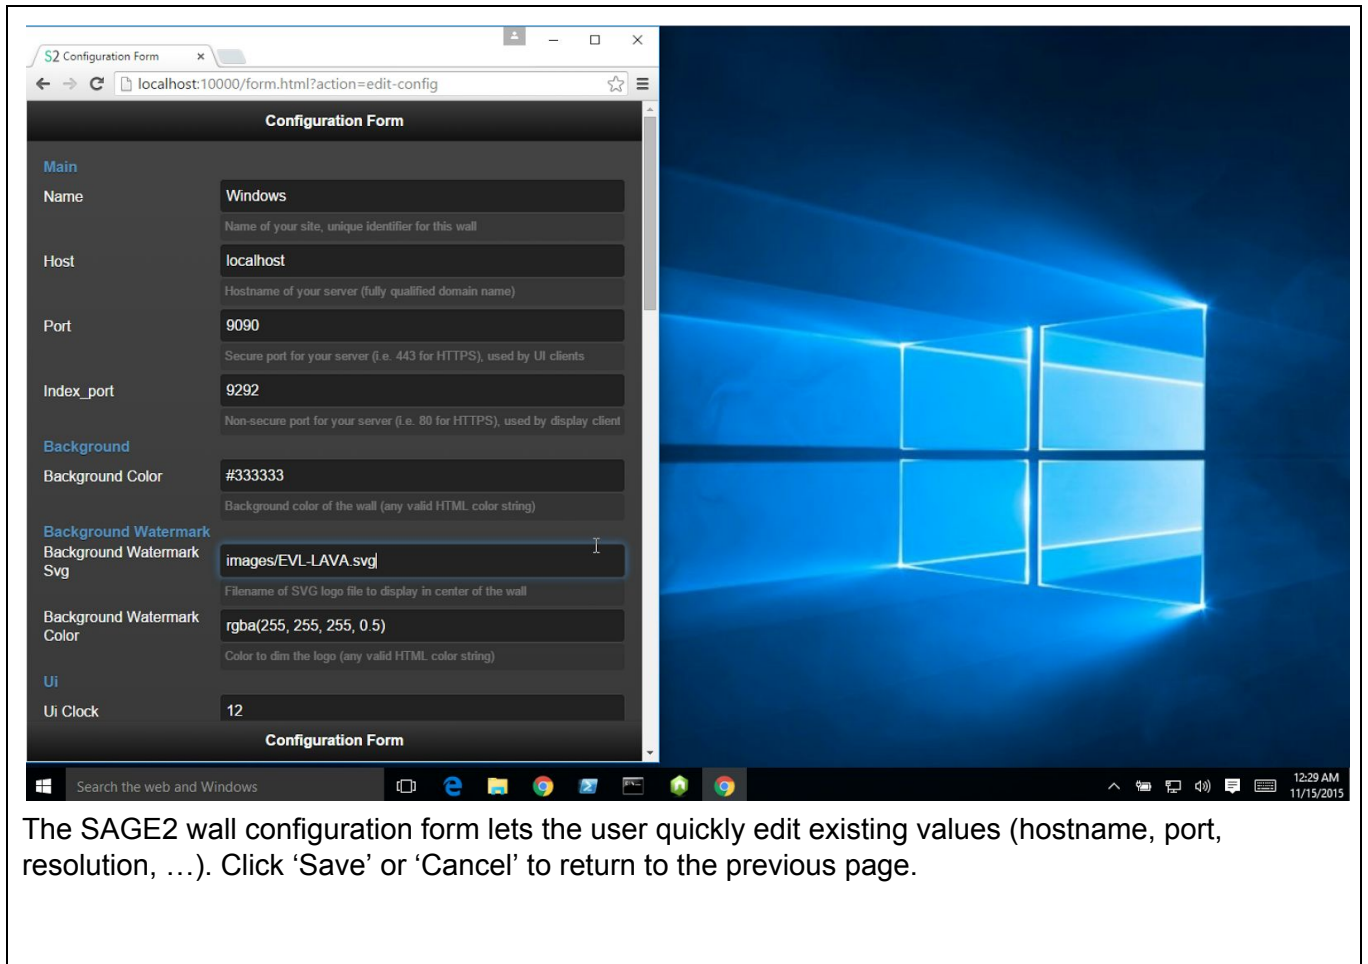 S2 Configuration Form
localhost:10000/form.html?action=edit-config
Configuration Form
Main
Name
Windows
Name of your site, unique identifier for this wall
Host
localhost
Hostname of your server (fully qualified domain name)
Port
9090
Secure port for your server (i.e. 443 for HTTPS), used by UI clients
Index_port
9292
Non-secure port for your server (i.e. 80 for HTTPS), used by display client
Background
Background Color
#333333
Background color of the wall (any valid HTML color string)
Background Watermark
Background Watermark
Svg
images/EVL-LAVA.svg
Filename of SVG logo file to display in center of the wall
Background Watermark
Color
rgba(255, 255, 255, 0.5)
Color to dim the logo (any valid HTML color string)
Ui
Ui Clock
12
Configuration Form
Search the web and Windows
12:29 AM
11/15/2015
The SAGE2 wall configuration form lets the user quickly edit existing values (hostname, port,
resolution, …). Click ‘Save’ or ‘Cancel’ to return to the previous page.